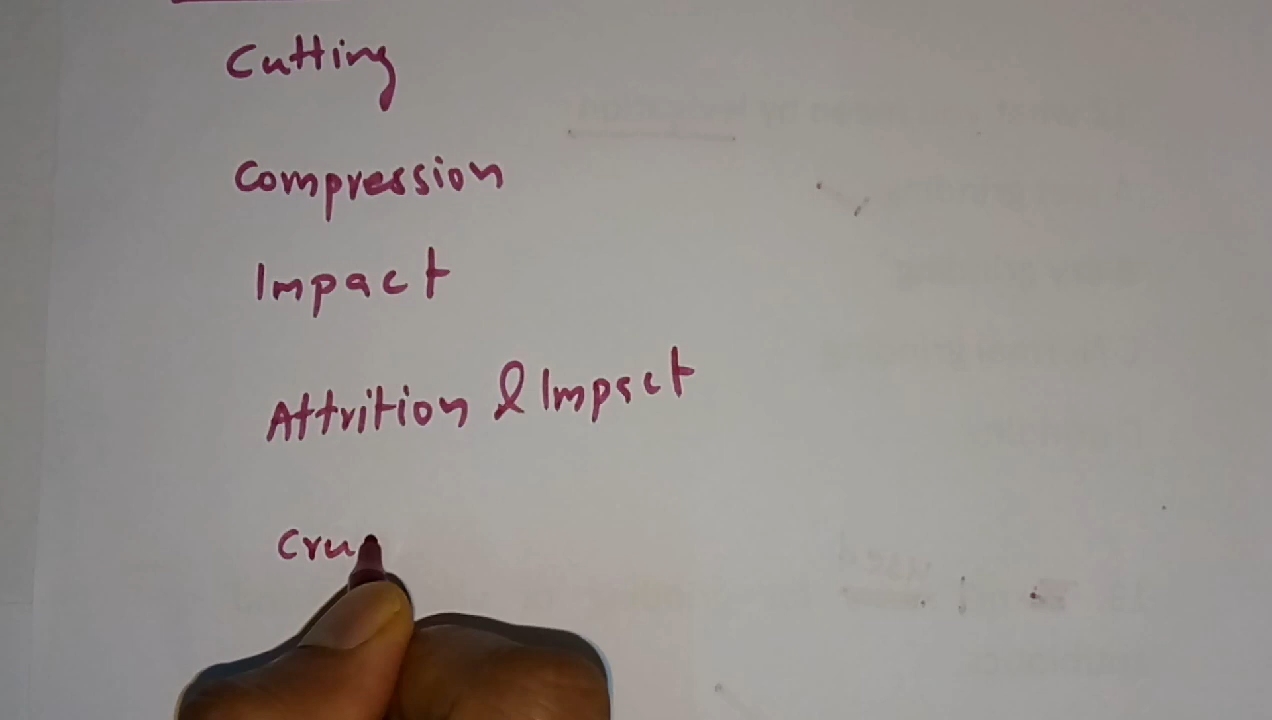 Cutting
Compression
Impact
Attrition & Impact
Cru